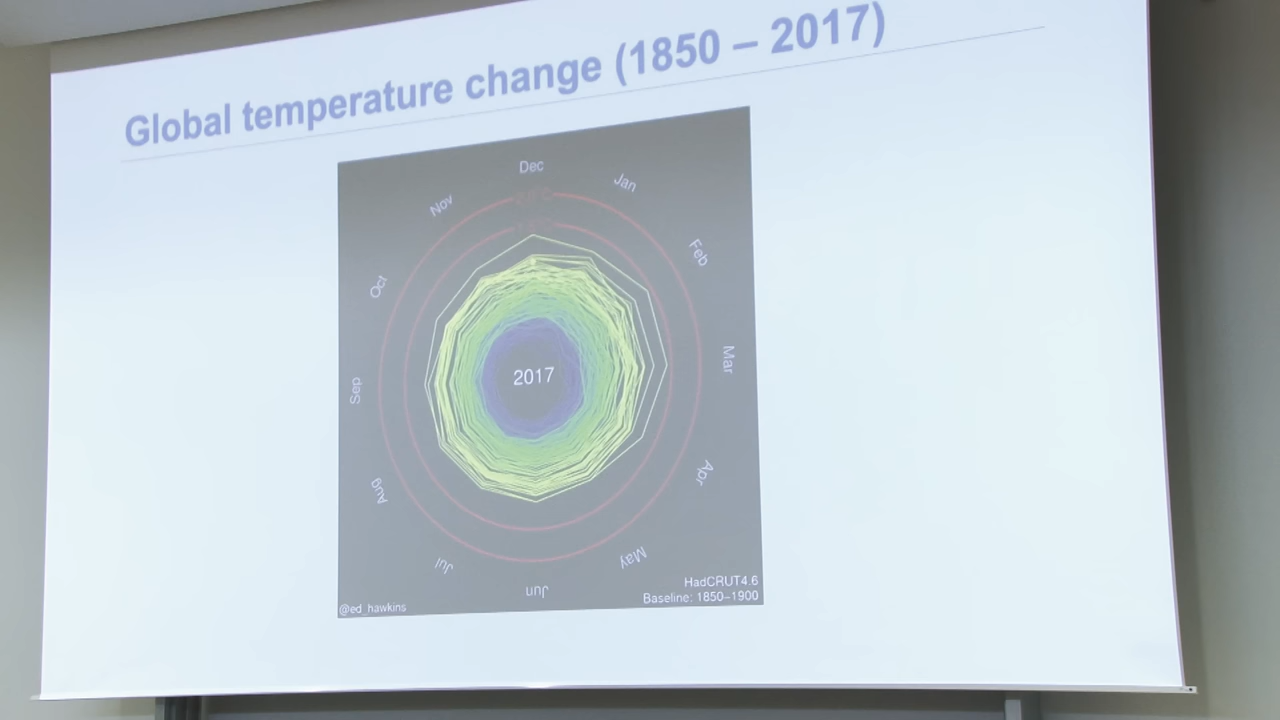 Global temperature change (1850 – 2017)
Dec
Jan
Nov
Feb
Oct
2017
Mar
Sep
Apr
Aug
May
Jul
Jun
HadCRUT4.6
Baseline: 1850–1900
@ed_hawkins